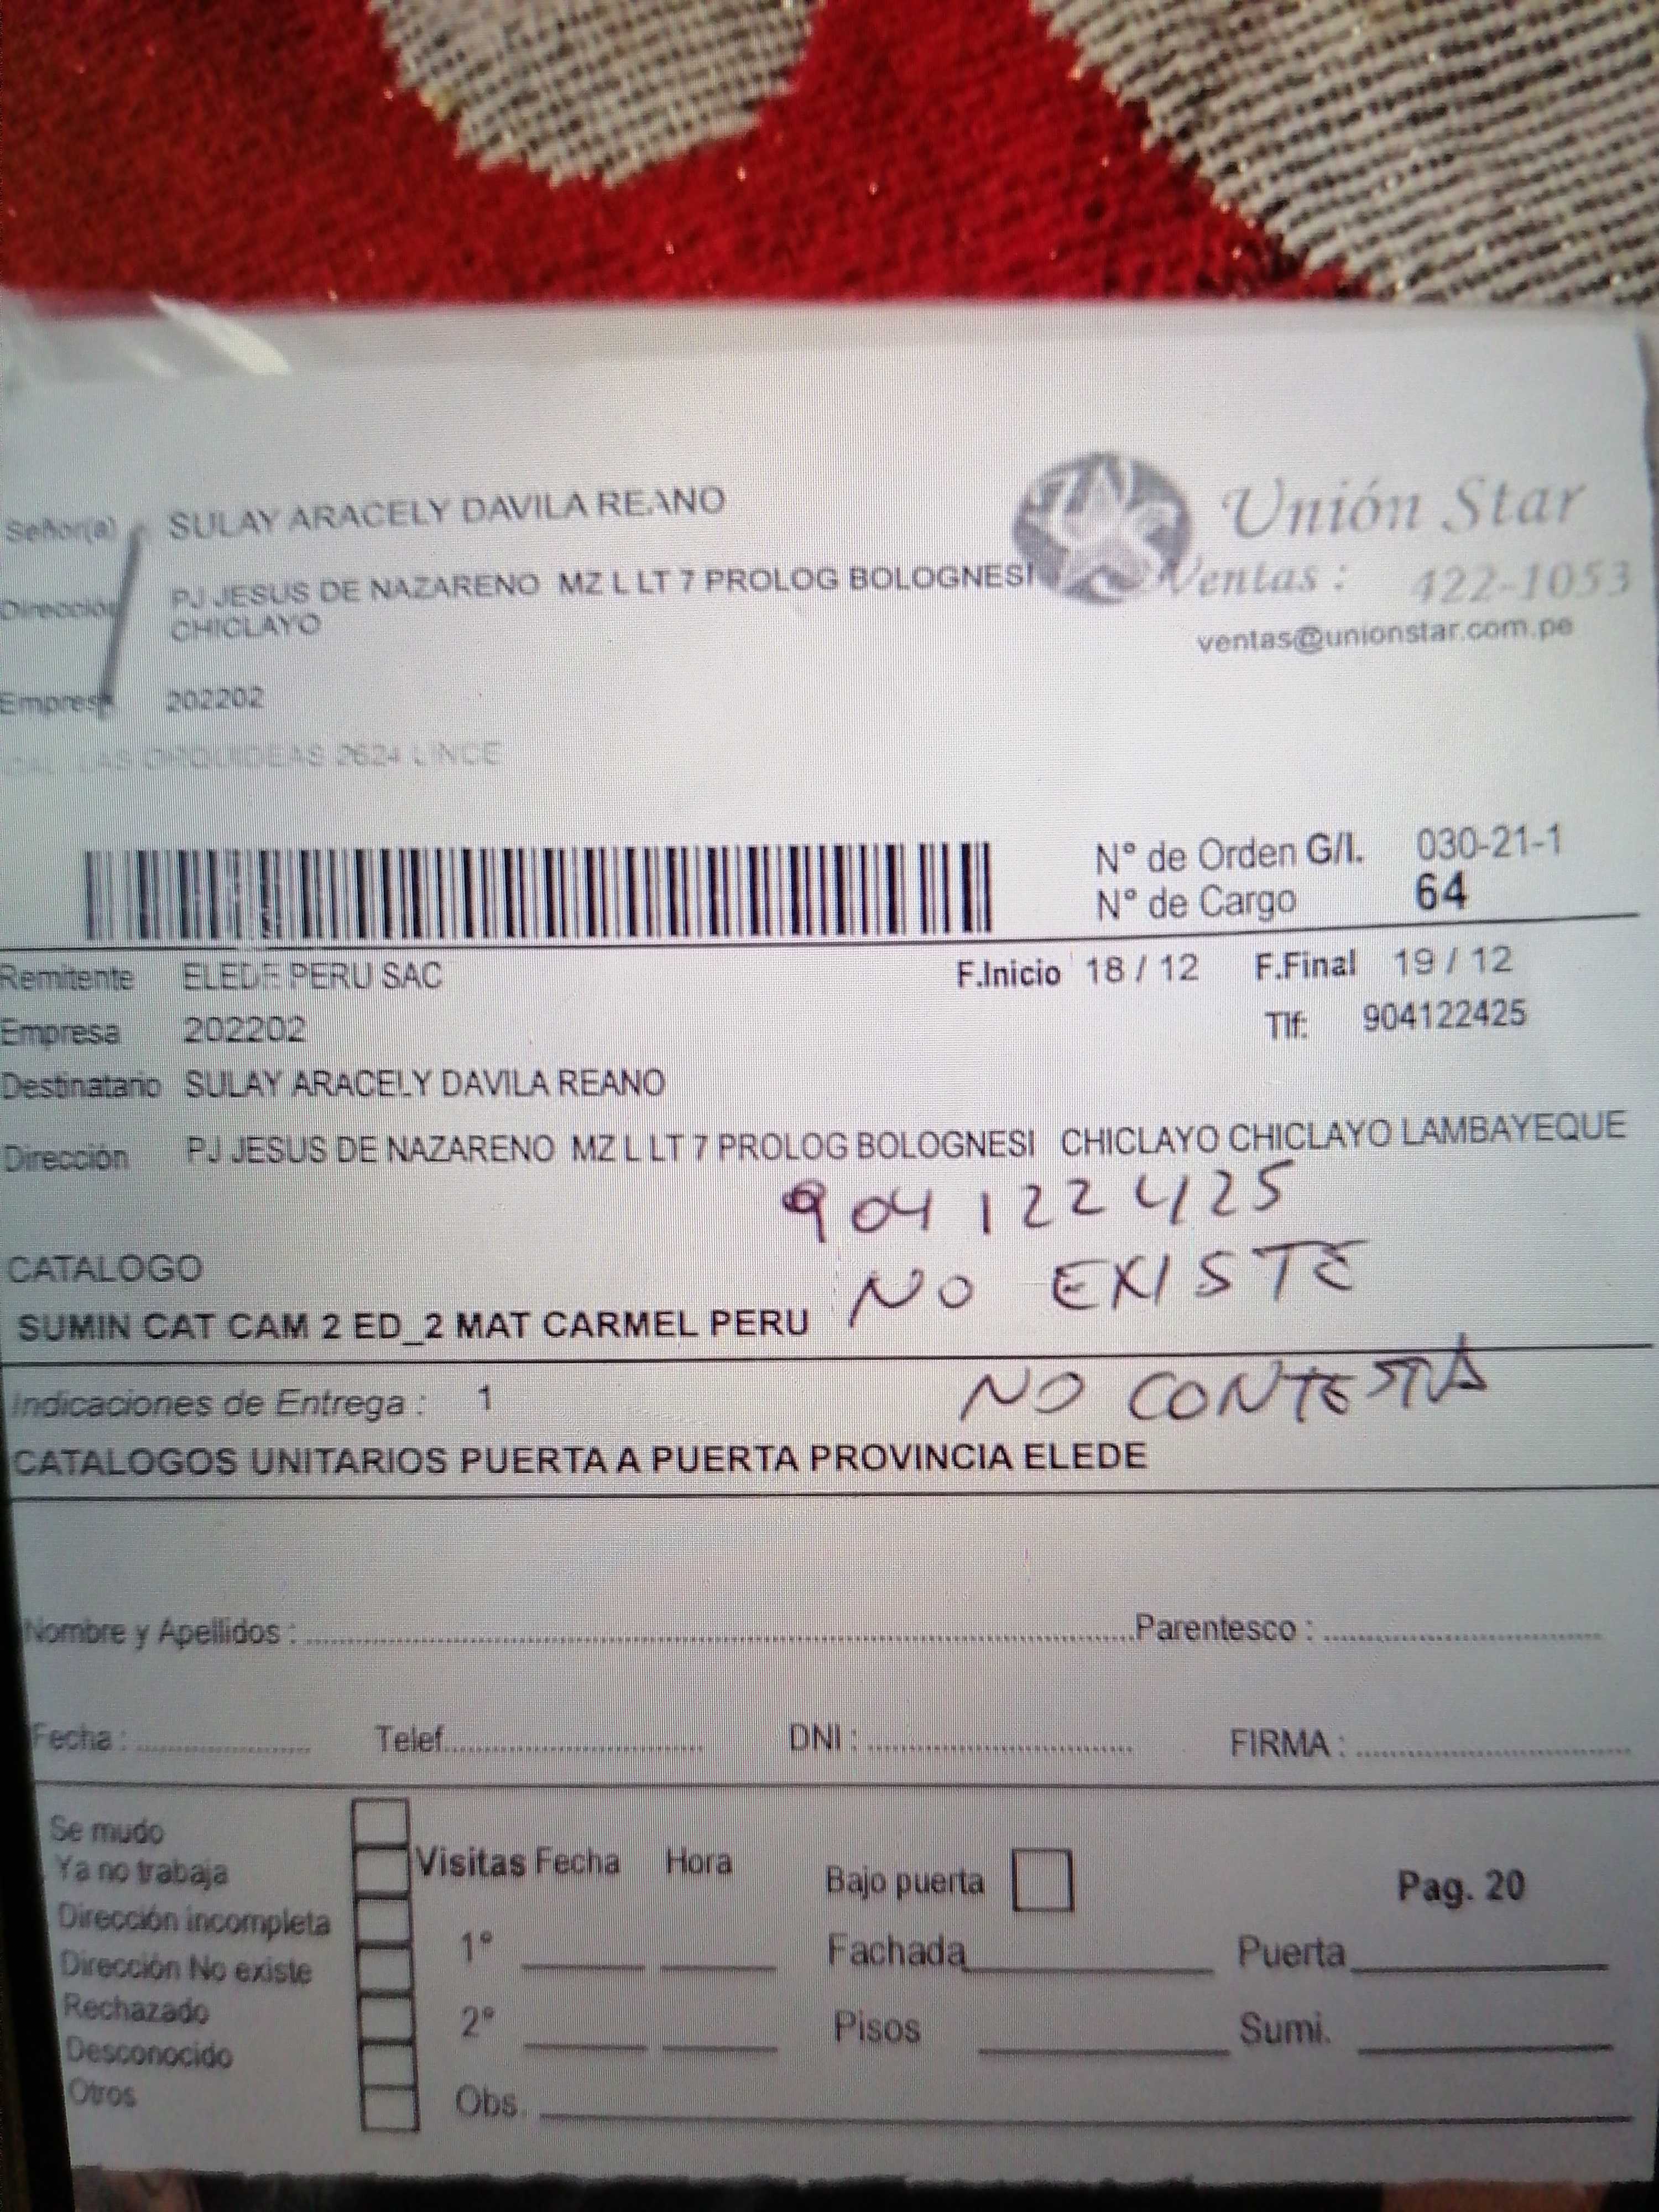 Señor(a) SULAY ARACELY DAVILA REANO
Unión Star
Dirección PJ JESUS DE NAZARENO MZ L LT 7 PROLOG BOLOGNESI
CHICLAYO
Ventas : 422-1053
ventas@unionstar.com.pe
Empresa 202202
CAL LAS ORQUIDEAS 2624 LINCE
N° de Orden G/I. 030-21-1
N° de Cargo 64
Remitente ELEDE PERU SAC F.Inicio 18 / 12 F.Final 19 / 12
Empresa 202202 Tlf: 904122425
Destinatario SULAY ARACELY DAVILA REANO
Dirección PJ JESUS DE NAZARENO MZ L LT 7 PROLOG BOLOGNESI CHICLAYO CHICLAYO LAMBAYEQUE
904122425
CATALOGO
NO EXISTE
SUMIN CAT CAM 2 ED_2 MAT CARMEL PERU
Indicaciones de Entrega : 1
NO CONTESTA
CATALOGOS UNITARIOS PUERTA A PUERTA PROVINCIA ELEDE
Nombre y Apellidos : Parentesco :
Fecha : Telef. DNI : FIRMA :
Se mudo
Ya no trabaja
Dirección incompleta
Dirección No existe
Rechazado
Desconocido
Otros
Visitas Fecha Hora
1°
2°
Obs.
Bajo puerta
Pag. 20
Fachada Puerta
Pisos Sumi.